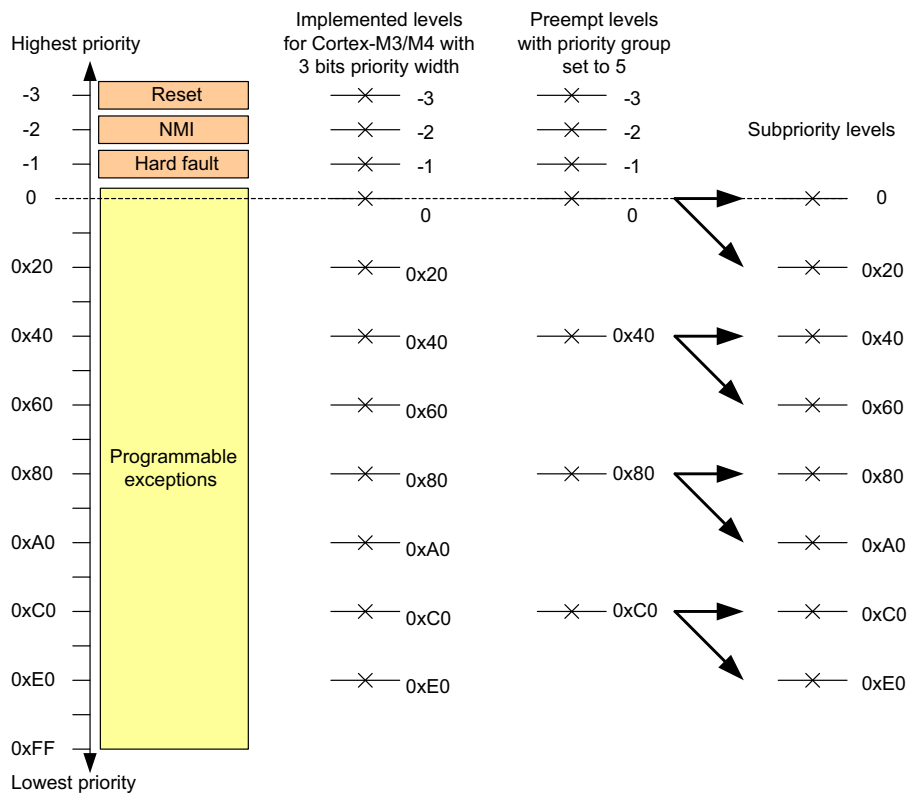 Implemented levels
for Cortex-M3/M4 with
3 bits priority width
Preempt levels
with priority group
set to 5
Highest priority
Subpriority levels
-3 Reset -3 -3
-2 NMI -2 -2
-1 Hard fault -1 -1
0 0 0 0
0x20 0x20 0x20
0x40 0x40 0x40 0x40
0x60 0x60 0x60
Programmable
exceptions
0x80 0x80 0x80 0x80
0xA0 0xA0 0xA0
0xC0 0xC0 0xC0 0xC0
0xE0 0xE0 0xE0
0xFF
Lowest priority